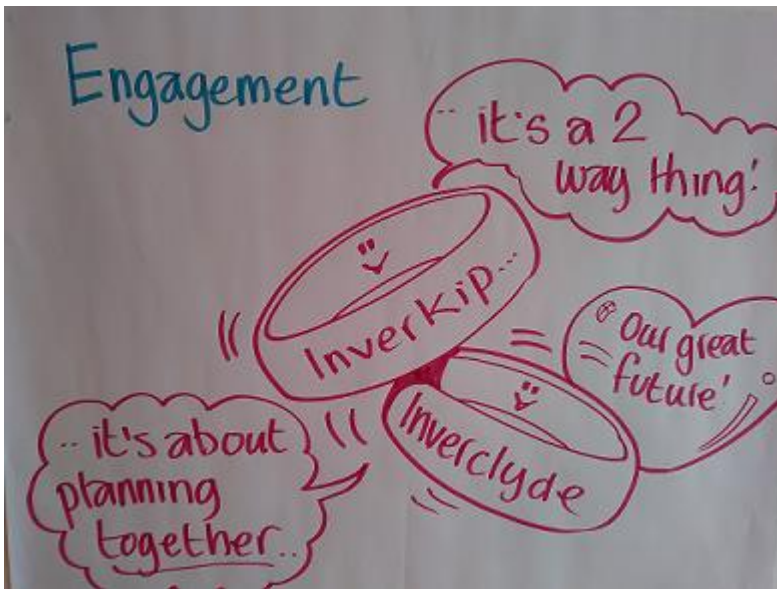 Engagement
.. it's a 2
way thing!
Inverkip...
Inverclyde
Our great
= future'
.. it's about
planning
together..